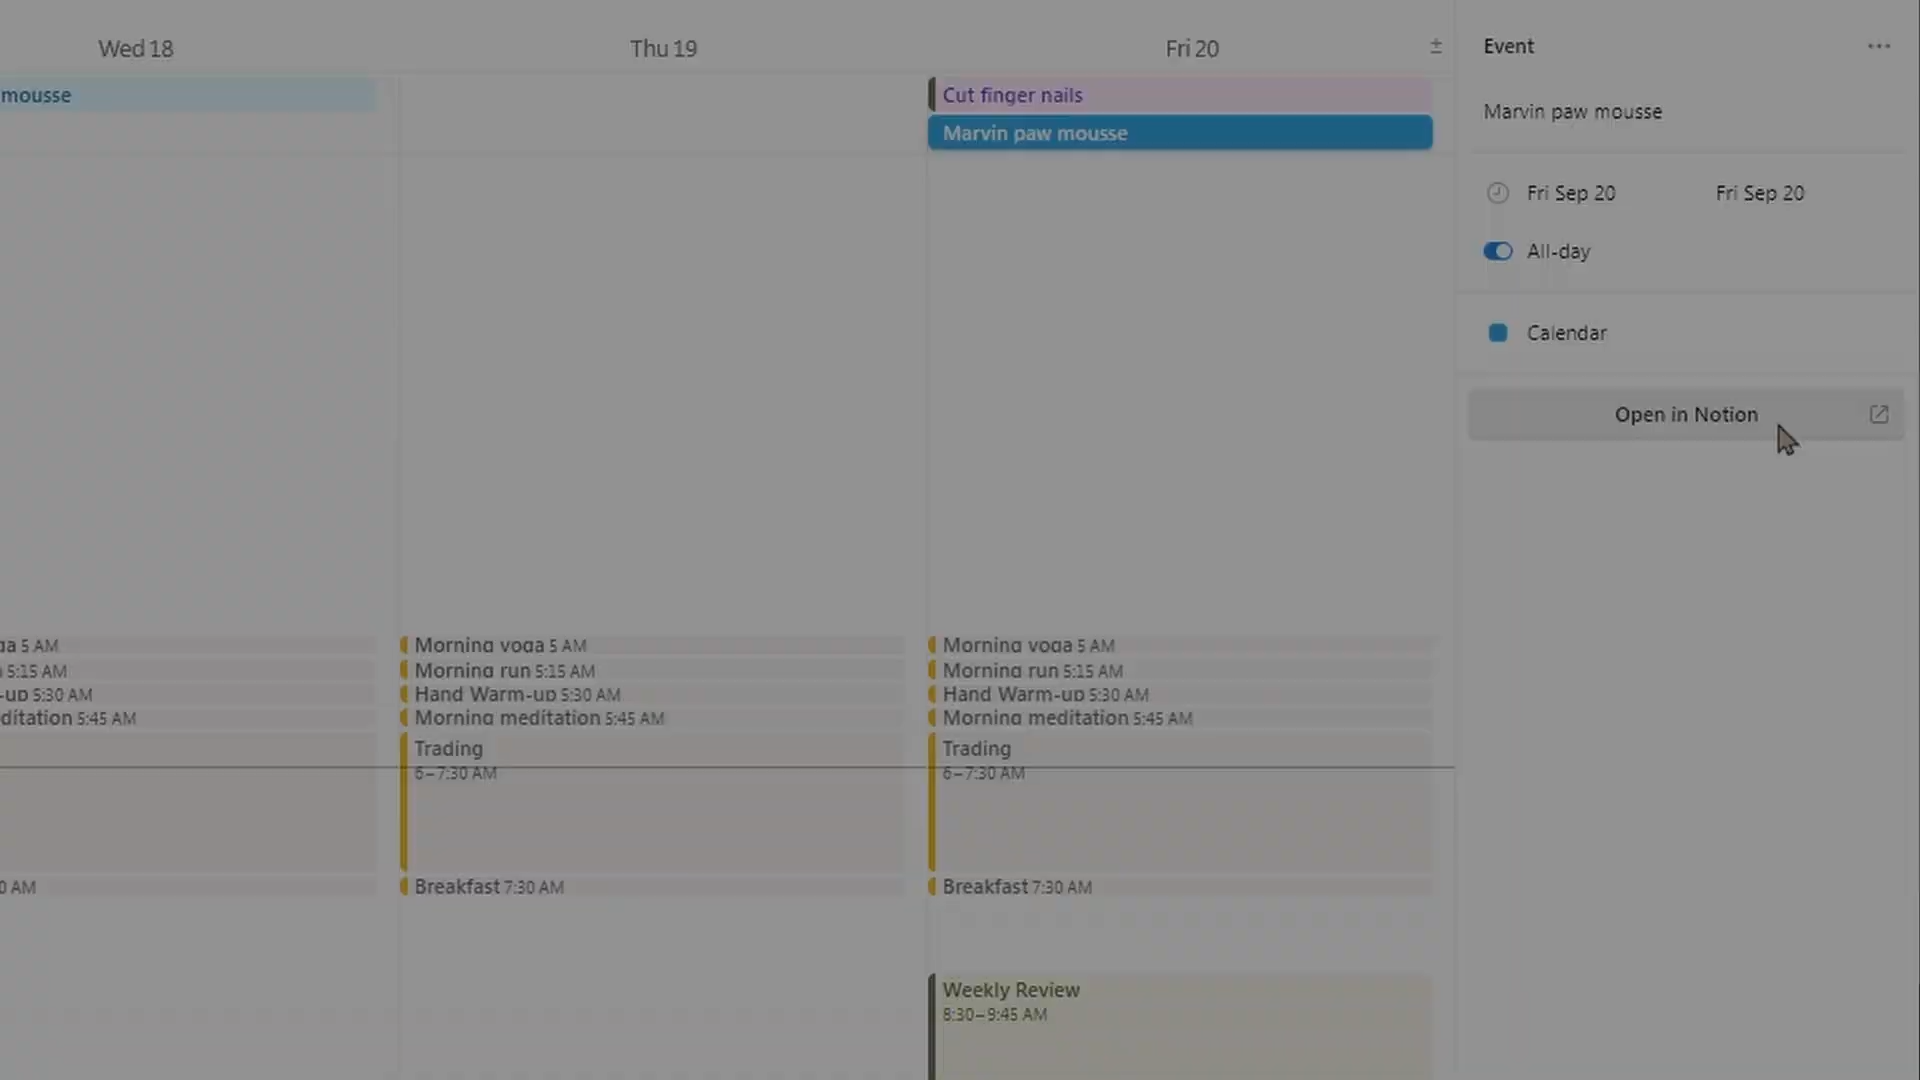 Wed 18
Thu 19
Fri 20
mousse
Cut finger nails
Marvin paw mousse
ga 5 AM
5:15 AM
-up 5:30 AM
ditation 5:45 AM
0 AM
Morning yoga 5 AM
Morning run 5:15 AM
Hand Warm-up 5:30 AM
Morning meditation 5:45 AM
Trading
6–7:30 AM
Breakfast 7:30 AM
Morning yoga 5 AM
Morning run 5:15 AM
Hand Warm-up 5:30 AM
Morning meditation 5:45 AM
Trading
6–7:30 AM
Breakfast 7:30 AM
Weekly Review
8:30–9:45 AM
Event
Marvin paw mousse
Fri Sep 20 Fri Sep 20
All-day
Calendar
Open in Notion